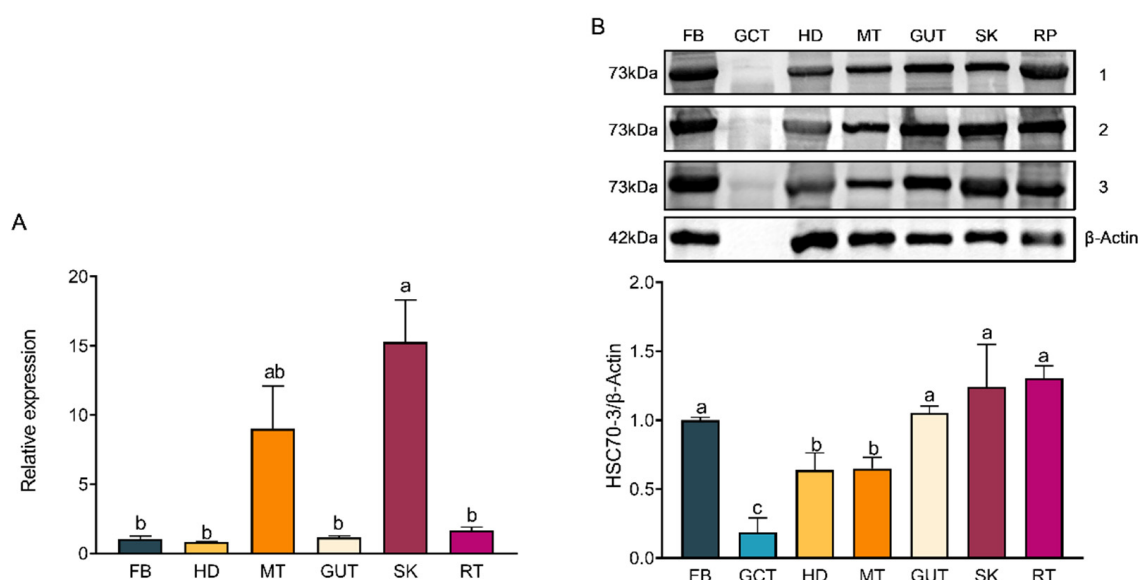 A
Relative expression
20
15
10
5
0
a
ab
b b b b
FB HD MT GUT SK RT
B
FB GCT HD MT GUT SK RP
73kDa 1
73kDa 2
73kDa 3
42kDa β-Actin
HSC70-3/β-Actin
2.0
1.5
1.0
0.5
0.0
a c b b a a a
FB GCT HD MT GUT SK RT